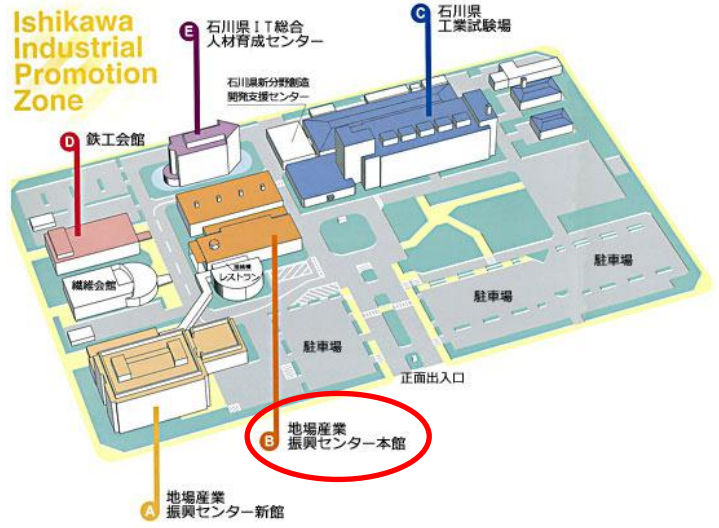 Ishikawa
Industrial
Promotion
Zone
E 石川県IT総合
人材育成センター
C 石川県
工業試験場
石川県新分野創造
開発支援センター
D 鉄工会館
繊維会館
レストラン
駐車場
駐車場
駐車場
正面出入口
B 地場産業
振興センター本館
A 地場産業
振興センター新館